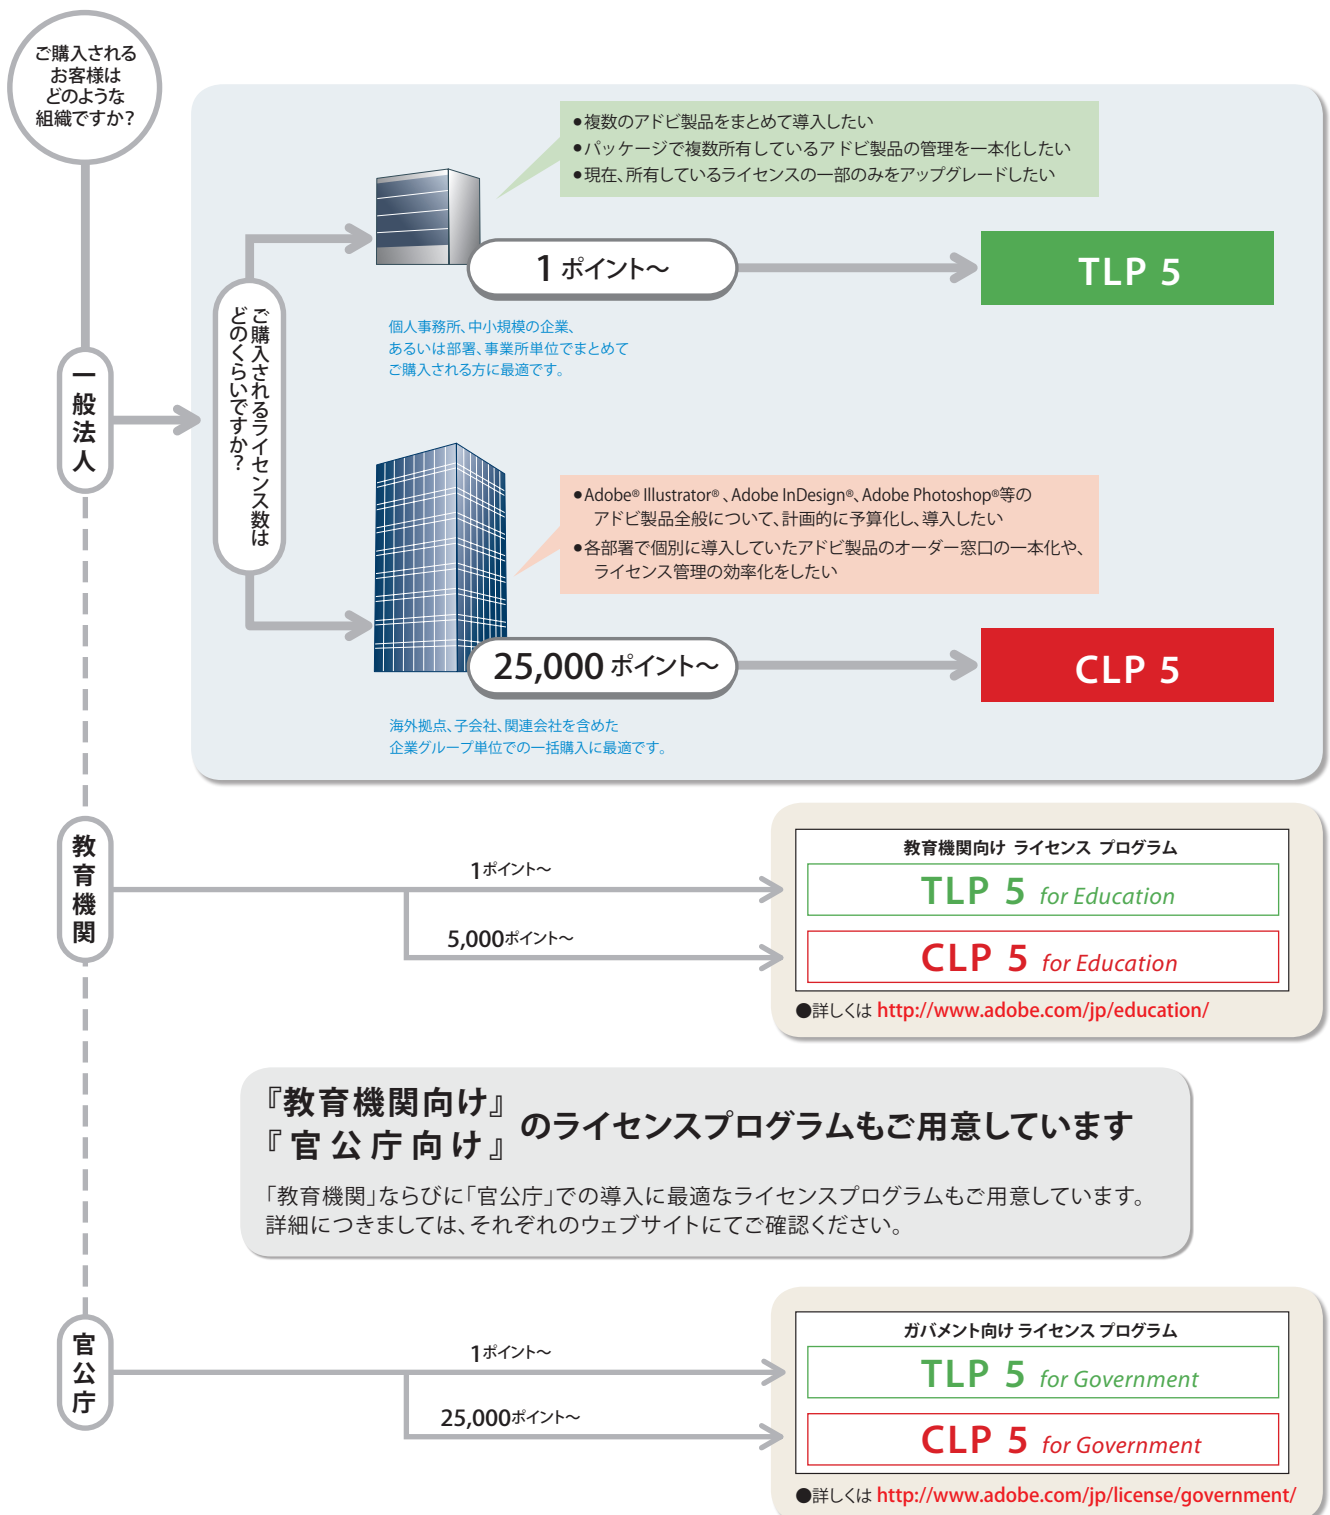 ご購入される
お客様は
どのような
組織ですか?
●複数のアドビ製品をまとめて導入したい
●パッケージで複数所有しているアドビ製品の管理を一本化したい
●現在、所有しているライセンスの一部のみをアップグレードしたい
1 ポイント〜
TLP 5
個人事務所、中小規模の企業、
あるいは部署、事業所単位でまとめて
ご購入される方に最適です。
ご購入されるライセンス数は
どのくらいですか?
一般法人
●Adobe® Illustrator®、Adobe InDesign®、Adobe Photoshop®等の
アドビ製品全般について、計画的に予算化し、導入したい
●各部署で個別に導入していたアドビ製品のオーダー窓口の一本化や、
ライセンス管理の効率化をしたい
25,000 ポイント〜
CLP 5
海外拠点、子会社、関連会社を含めた
企業グループ単位での一括購入に最適です。
教育機関
1ポイント〜
5,000ポイント〜
教育機関向け ライセンス プログラム
TLP 5 for Education
CLP 5 for Education
●詳しくは http://www.adobe.com/jp/education/
『教育機関向け』
『官公庁向け』
のライセンスプログラムもご用意しています
「教育機関」ならびに「官公庁」での導入に最適なライセンスプログラムもご用意しています。
詳細につきましては、それぞれのウェブサイトにてご確認ください。
官公庁
1ポイント〜
25,000ポイント〜
ガバメント向け ライセンス プログラム
TLP 5 for Government
CLP 5 for Government
●詳しくは http://www.adobe.com/jp/license/government/